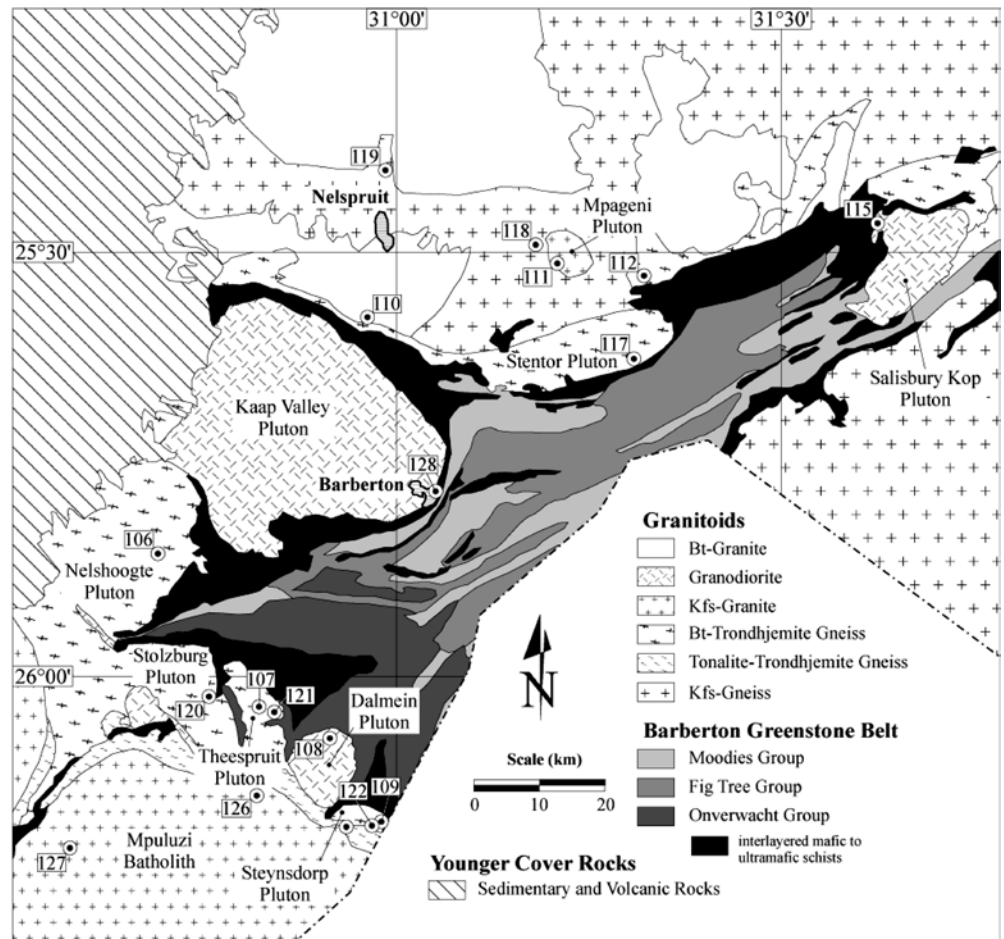 31°00'
31°30'
119
Nelspruit
Mpageni
Pluton
115
118
25°30'
111
112
110
117
Stentor Pluton
Salisbury Kop
Pluton
Kaap Valley
Pluton
128
Barberton
106
Nelshoogte
Pluton
Granitoids
Bt-Granite
Granodiorite
Kfs-Granite
Bt-Trondhjemite Gneiss
Tonalite-Trondhjemite Gneiss
Kfs-Gneiss
Stolzburg
Pluton
26°00'
107
121
120
Dalmein
Pluton
N
108
Theespruit
Pluton
122
109
126
Mpuluzi
Batholith
127
Steynsdorp
Pluton
Scale (km)
0 10 20
Barberton Greenstone Belt
Moodies Group
Fig Tree Group
Onverwacht Group
interlayered mafic to
ultramafic schists
Younger Cover Rocks
Sedimentary and Volcanic Rocks